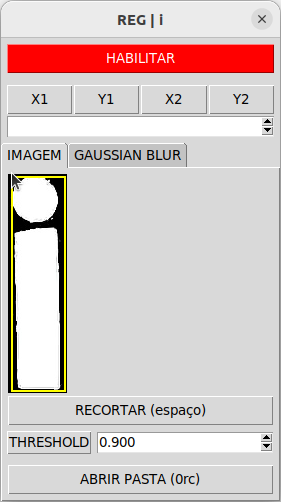 REG | i
HABILITAR
X1 Y1 X2 Y2
IMAGEM GAUSSIAN BLUR
i
RECORTAR (espaço)
THRESHOLD 0.900
ABRIR PASTA (0rc)